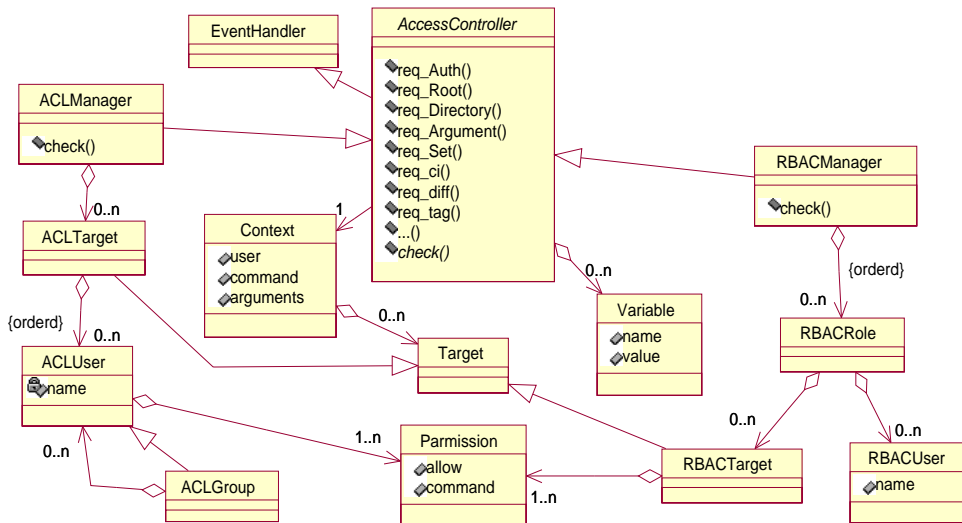 EventHandler
AccessController
req_Auth()
req_Root()
req_Directory()
req_Argument()
req_Set()
req_ci()
req_diff()
req_tag()
...()
check()
ACLManager
check()
RBACManager
check()
0..n
1
ACLTarget
Context
user
command
arguments
0..n
{orderd}
0..n
Variable
name
value
{orderd}
0..n
0..n
0..n
ACLUser
name
Target
RBACRole
0..n
1..n
0..n
0..n
Parmission
allow
command
1..n
RBACTarget
RBACUser
name
ACLGroup